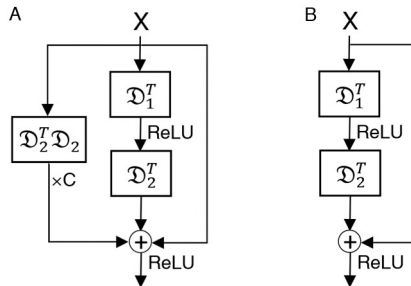 A
X
𝔇₁ᵀ
ReLU
𝔇₂ᵀ𝔇₂
×C
𝔇₂ᵀ
+
ReLU
B
X
𝔇₁ᵀ
ReLU
𝔇₂ᵀ
+
ReLU